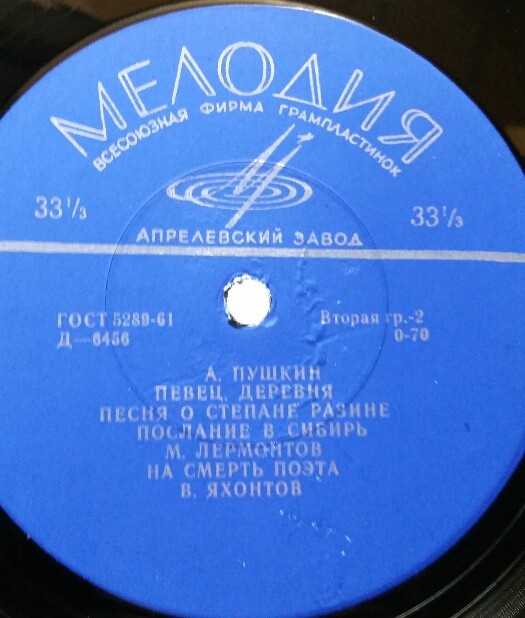 МЕЛОДИЯ
ВСЕСОЮЗНАЯ ФИРМА ГРАМПЛАСТИНОК
33⅓ 33⅓
АПРЕЛЕВСКИЙ ЗАВОД
ГОСТ 5289-61 Вторая гр.-2
Д—6456 0-70
А. ПУШКИН
ПЕВЕЦ, ДЕРЕВНЯ
ПЕСНЯ О СТЕПАНЕ РАЗИНЕ
ПОСЛАНИЕ В СИБИРЬ
М. ЛЕРМОНТОВ
НА СМЕРТЬ ПОЭТА
В. ЯХОНТОВ